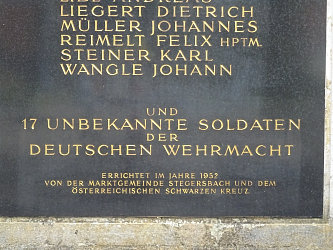 LIEGERT DIETRICH
MÜLLER JOHANNES
REIMELT FELIX HPTM.
STEINER KARL
WANGLE JOHANN
UND
17 UNBEKANNTE SOLDATEN
DER
DEUTSCHEN WEHRMACHT
ERRICHTET IM JAHRE 1952
VON DER MARKTGEMEINDE STEGERSBACH UND DEM
ÖSTERREICHISCHEN SCHWARZEN KREUZ